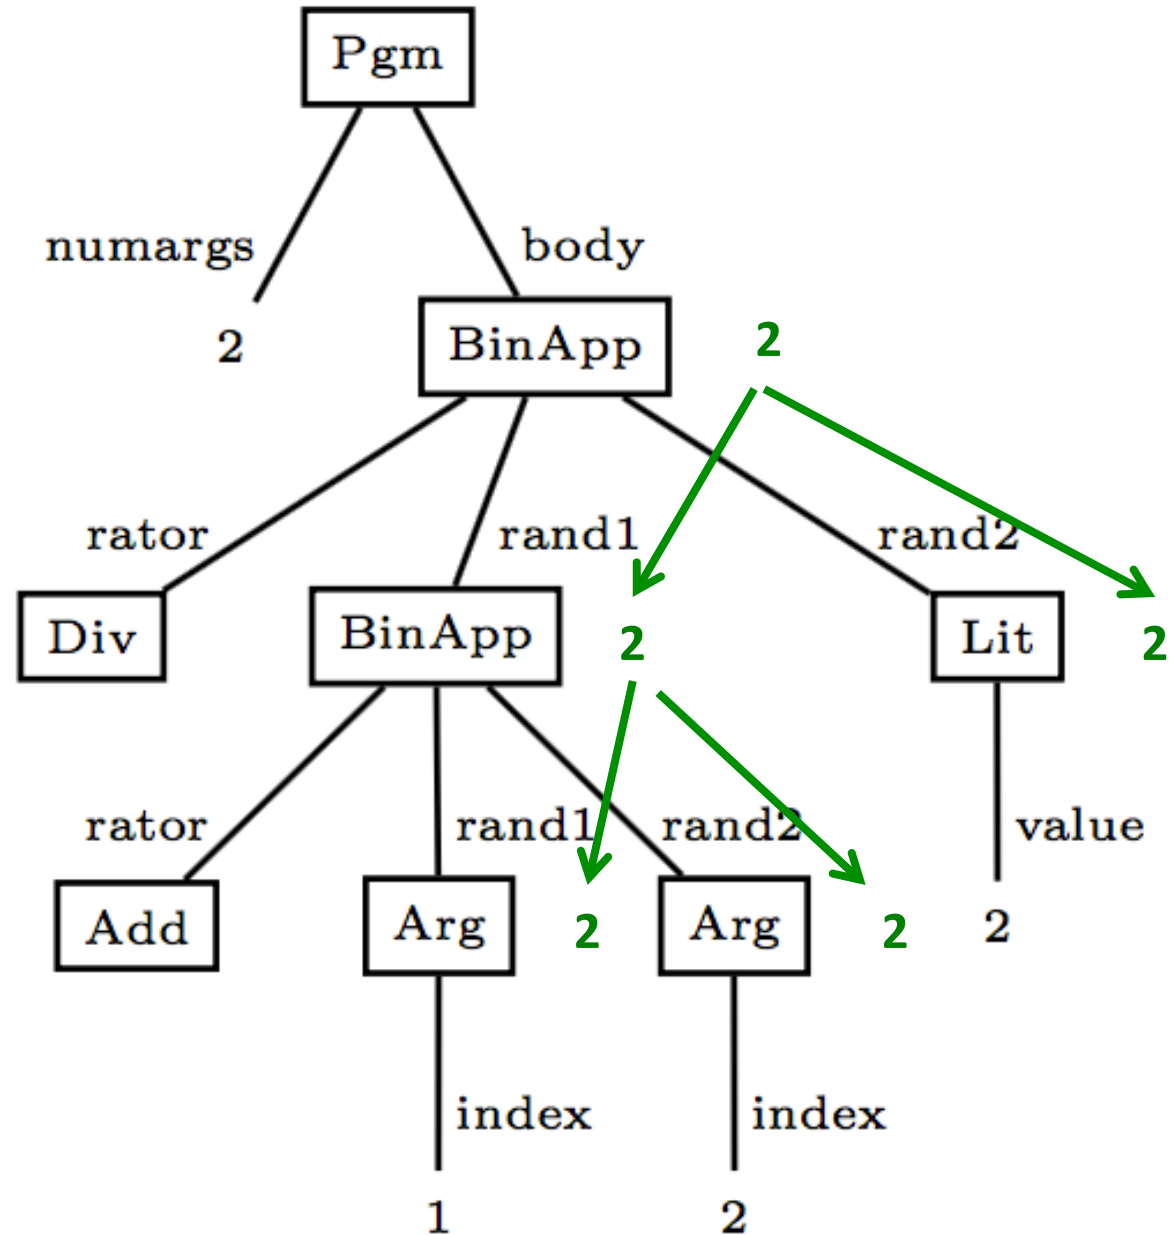 Pgm
numargs body
2 BinApp 2
rator rand1 rand2
Div BinApp 2 Lit 2
rator rand1 rand2 value
Add Arg 2 Arg 2 2
index index
1 2